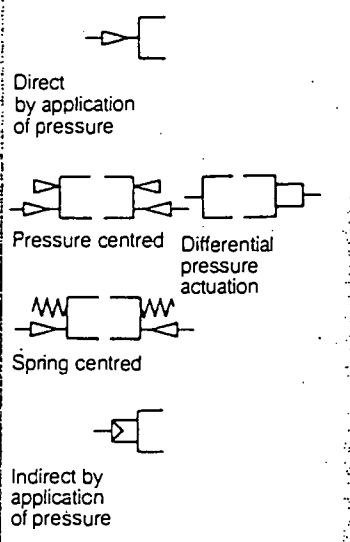 Direct
by application
of pressure
Pressure centred
Differential
pressure
actuation
Spring centred
Indirect by
application
of pressure